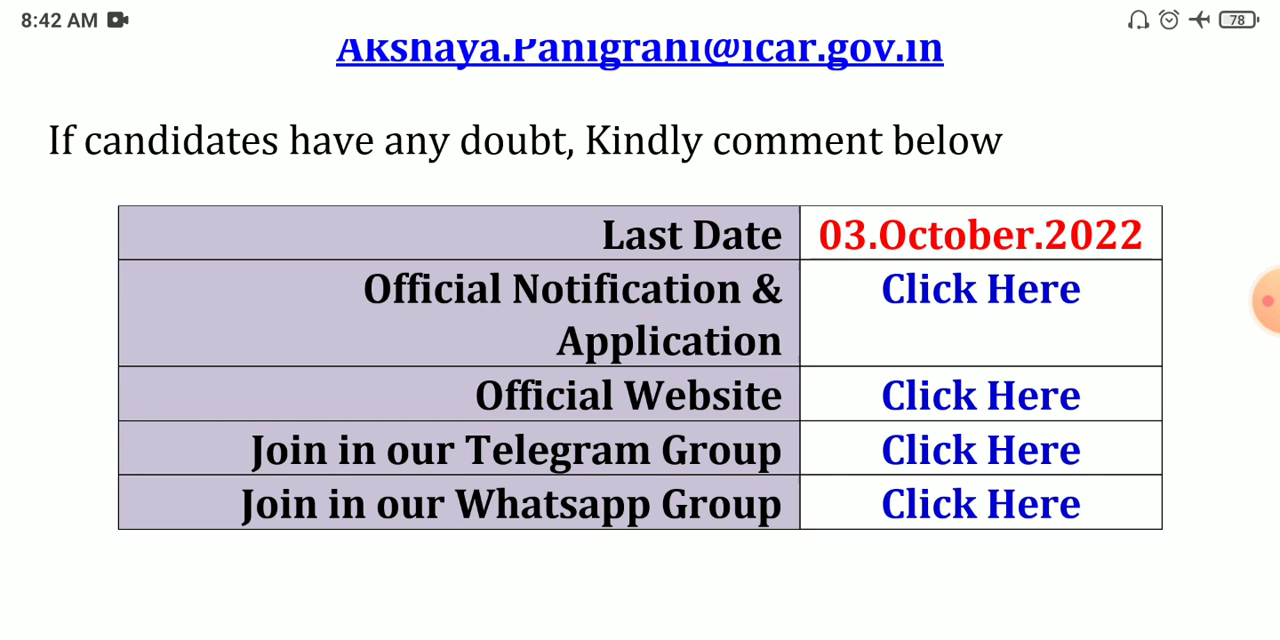 8:42 AM
78
Akshaya.Panigrahi@icar.gov.in
If candidates have any doubt, Kindly comment below
Last Date 03.October.2022
Official Notification & Click Here
Application
Official Website Click Here
Join in our Telegram Group Click Here
Join in our Whatsapp Group Click Here